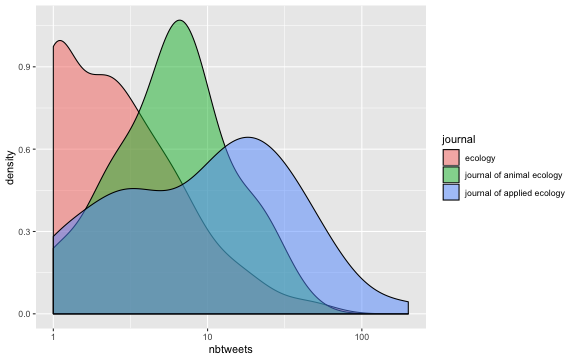 0.9
0.6
0.3
0.0
density
1
10
100
nbtweets
journal
ecology
journal of animal ecology
journal of applied ecology